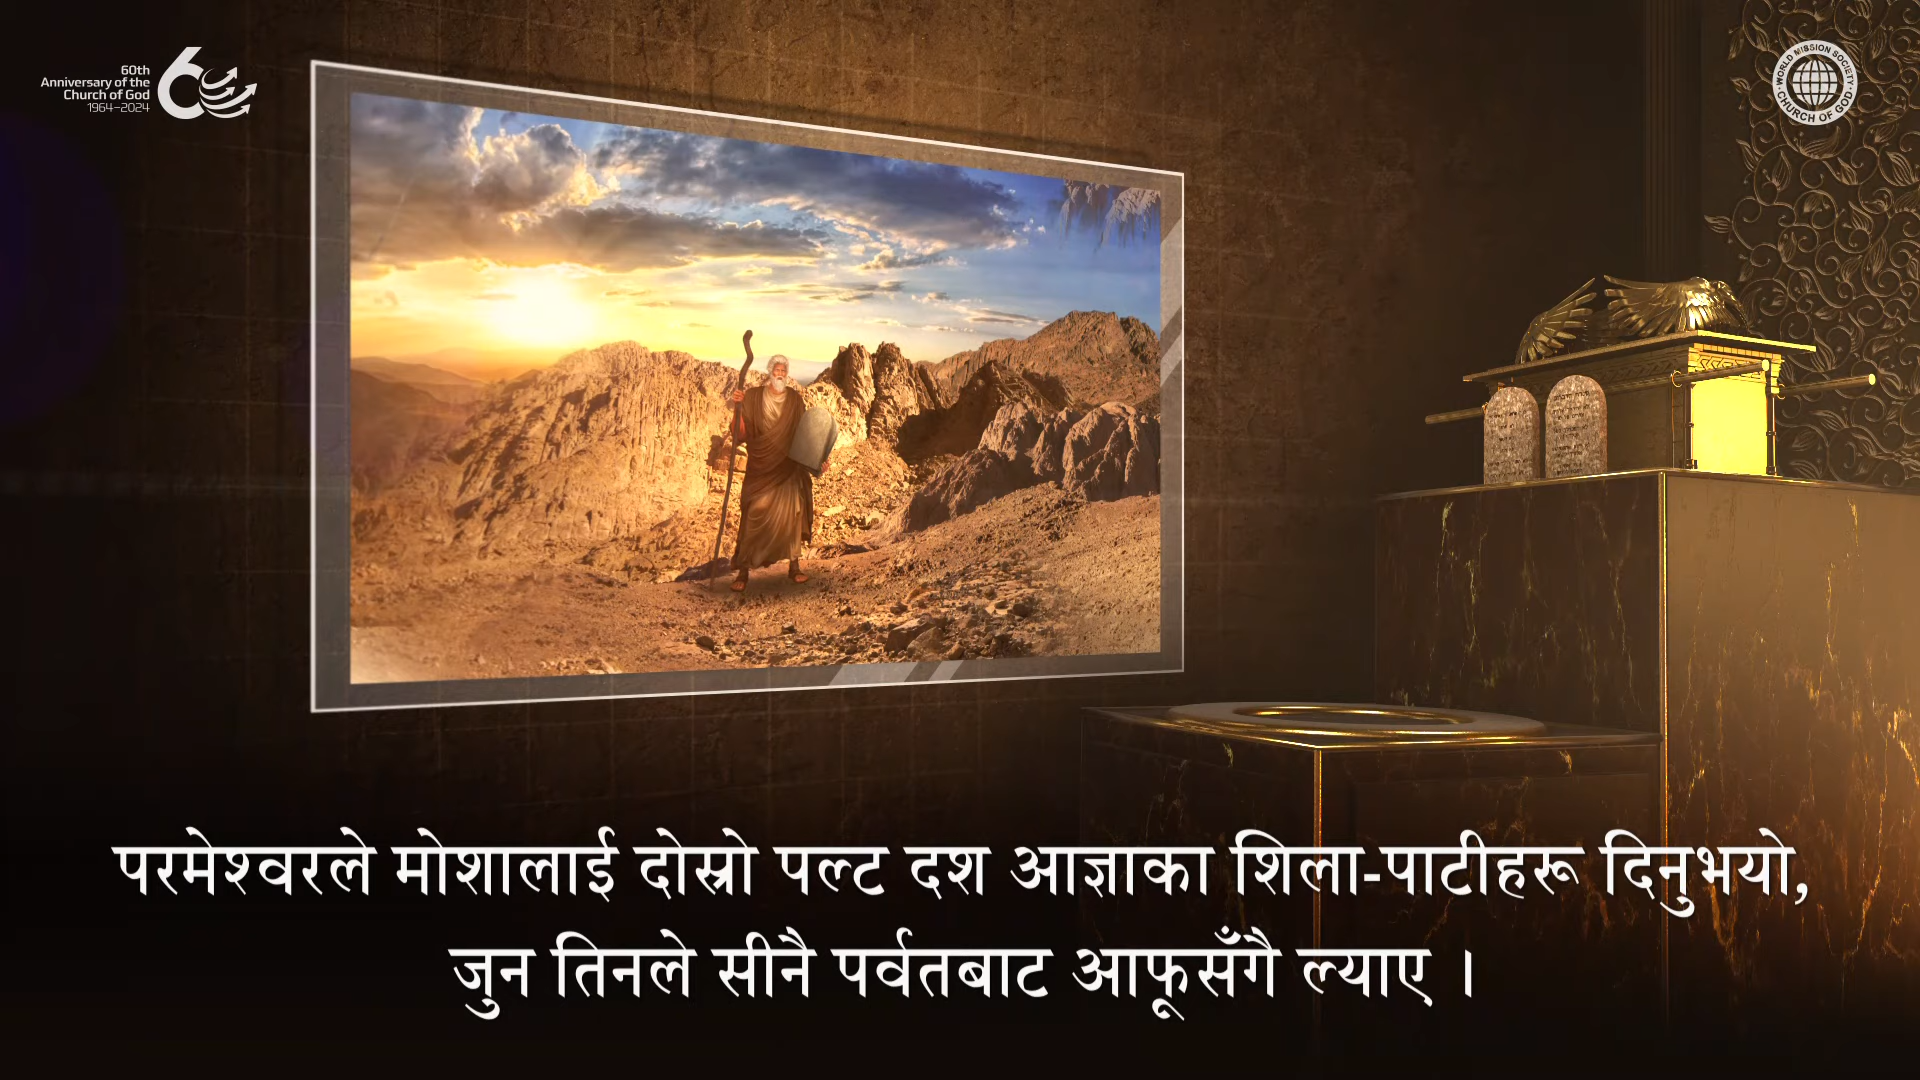 60th
Anniversary of the
Church of God
1964–2024
WORLD MISSION SOCIETY
CHURCH OF GOD
परमेश्वरले मोशालाई दोस्रो पल्ट दश आज्ञाका शिला-पाटीहरू दिनुभयो,
जुन तिनले सीनै पर्वतबाट आफूसँगै ल्याए ।